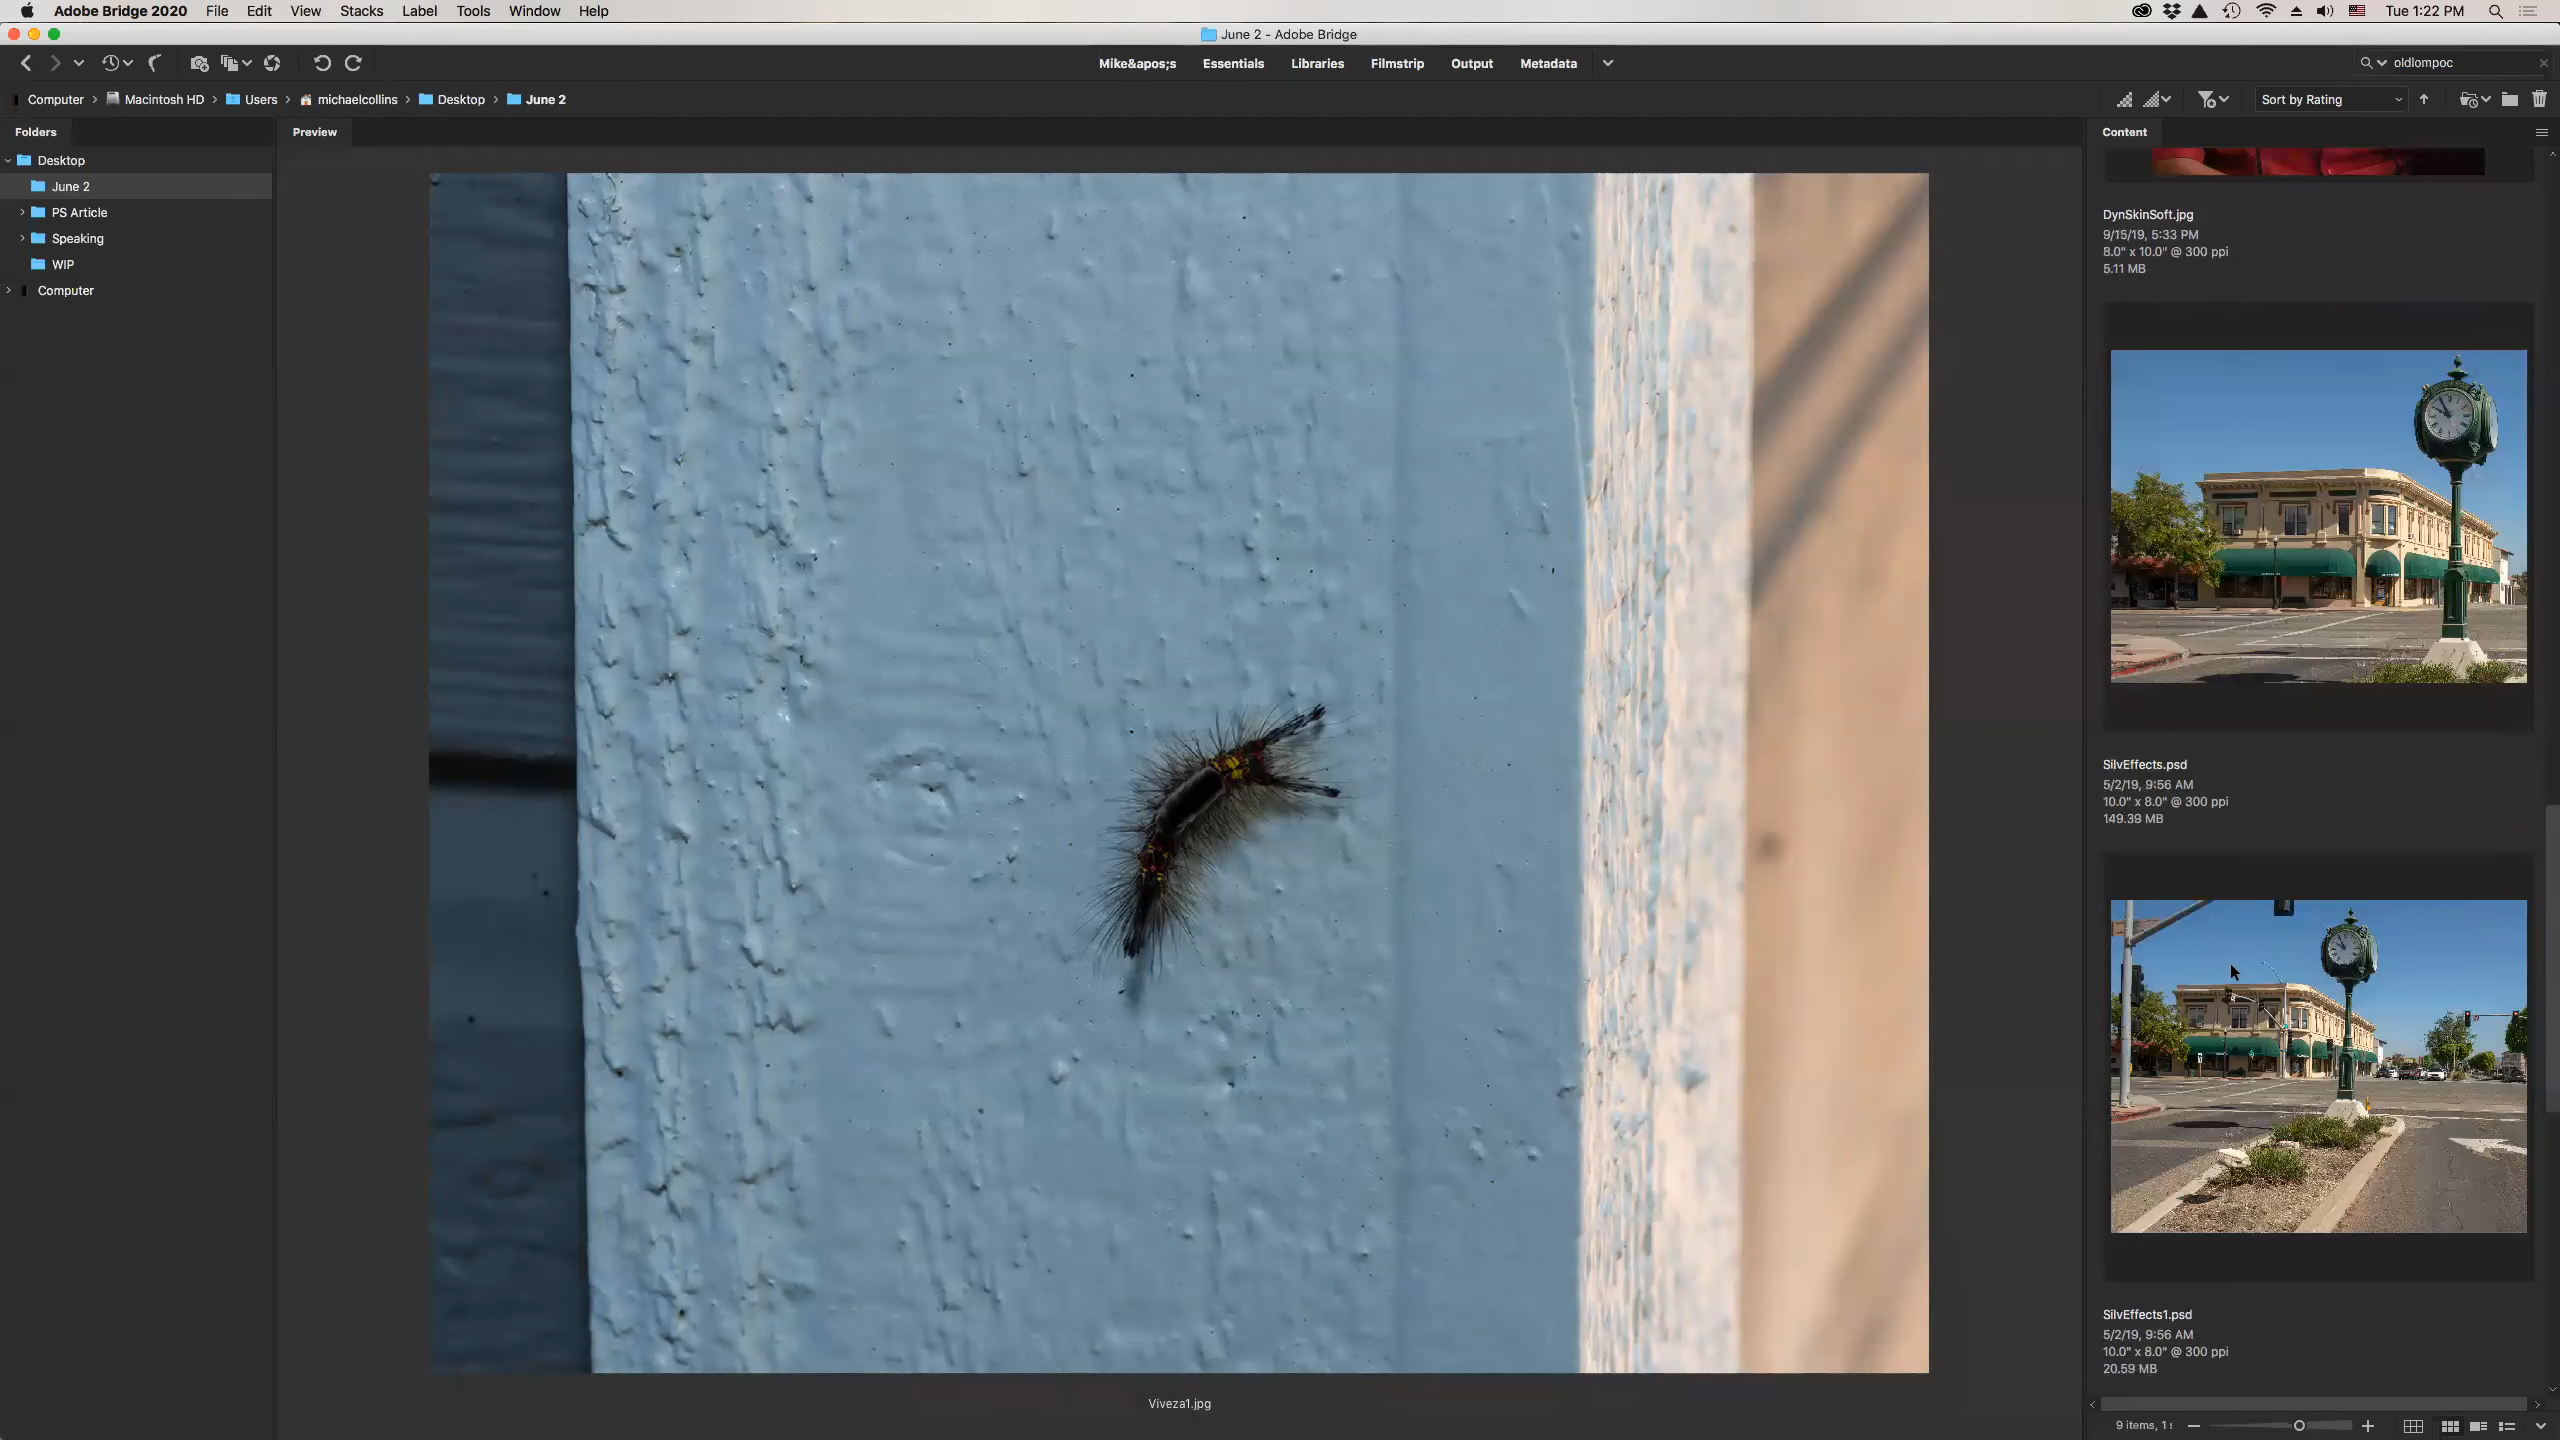 Adobe Bridge 2020 File Edit View Stacks Label Tools Window Help Tue 1:22 PM
June 2 - Adobe Bridge
Mike&apos;s Essentials Libraries Filmstrip Output Metadata oldlompoc
Computer Macintosh HD Users michaelcollins Desktop June 2 Sort by Rating
Folders Preview Content
Desktop
June 2
PS Article
Speaking
WIP
Computer
DynSkinSoft.jpg
9/15/19, 5:33 PM
8.0" x 10.0" @ 300 ppi
5.11 MB
SilvEffects.psd
5/2/19, 9:56 AM
10.0" x 8.0" @ 300 ppi
149.39 MB
SilvEffects1.psd
5/2/19, 9:56 AM
10.0" x 8.0" @ 300 ppi
20.59 MB
Viveza1.jpg
9 items, 1